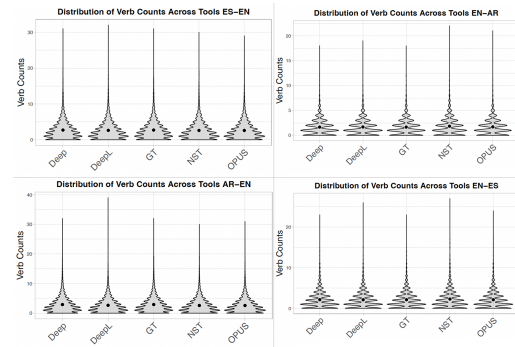 Distribution of Verb Counts Across Tools ES-EN
Verb Counts
30
20
10
0
Deep
DeepL
GT
NST
OPUS
Distribution of Verb Counts Across Tools EN-AR
Verb Counts
20
15
10
5
0
Deep
DeepL
GT
NST
OPUS
Distribution of Verb Counts Across Tools AR-EN
Verb Counts
40
30
20
10
0
Deep
DeepL
GT
NST
OPUS
Distribution of Verb Counts Across Tools EN-ES
Verb Counts
20
10
0
Deep
DeepL
GT
NST
OPUS